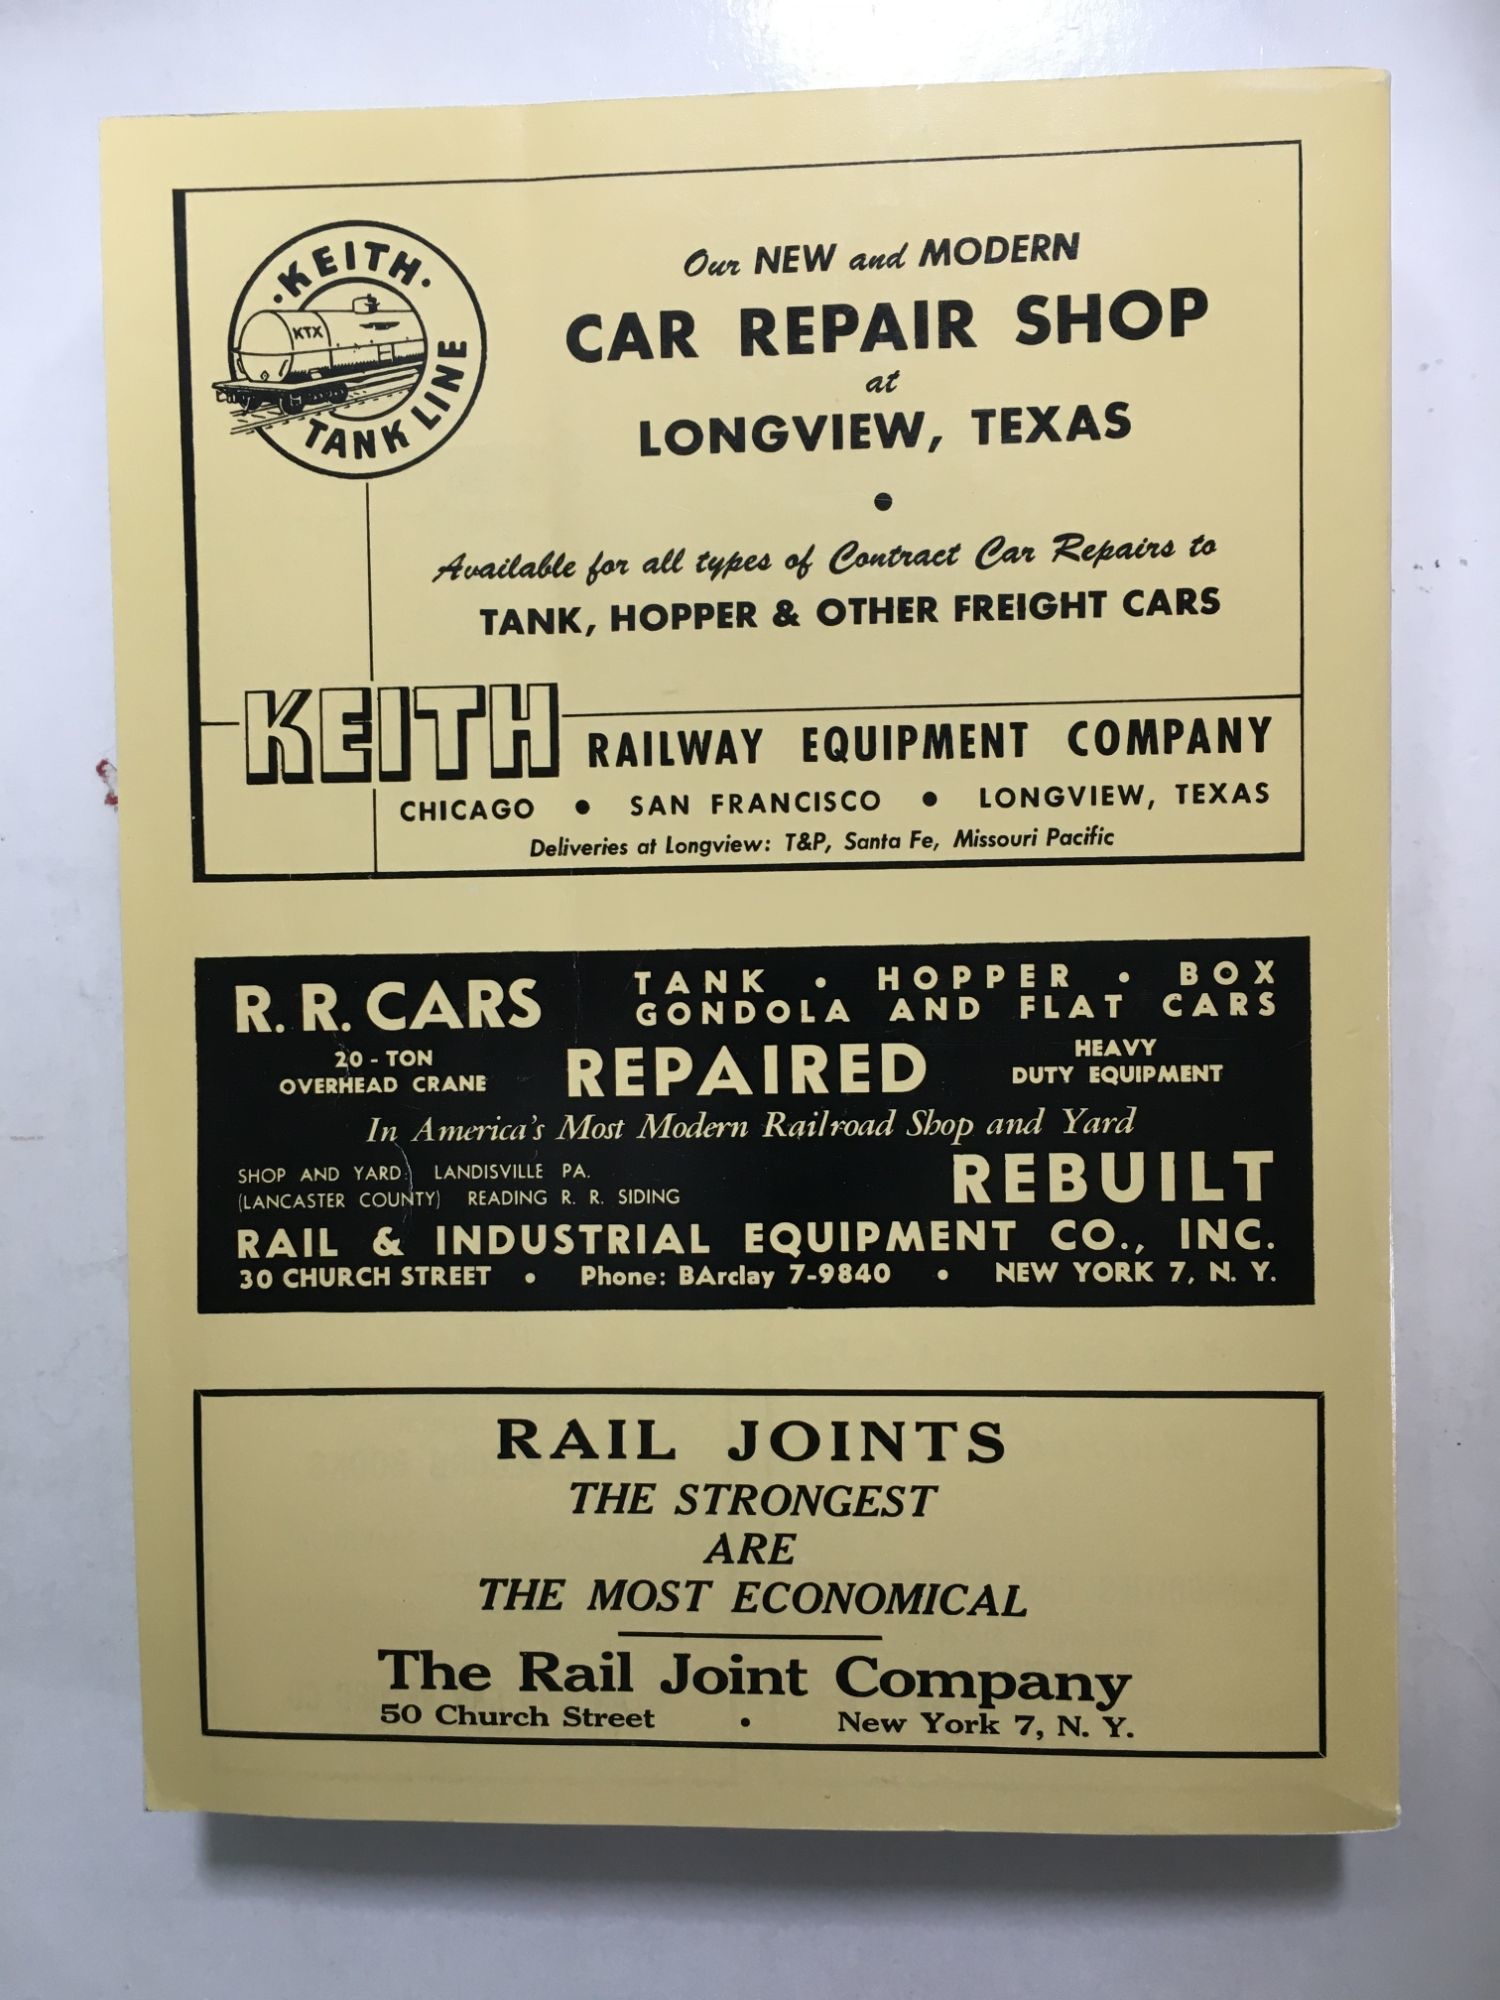 KEITH
KTX
TANK LINE
Our NEW and MODERN
CAR REPAIR SHOP
at
LONGVIEW, TEXAS
•
Available for all types of Contract Car Repairs to
TANK, HOPPER & OTHER FREIGHT CARS
KEITH RAILWAY EQUIPMENT COMPANY
CHICAGO • SAN FRANCISCO • LONGVIEW, TEXAS
Deliveries at Longview: T&P, Santa Fe, Missouri Pacific
R. R. CARS
TANK • HOPPER • BOX
GONDOLA AND FLAT CARS
20-TON
OVERHEAD CRANE
REPAIRED
HEAVY
DUTY EQUIPMENT
In America's Most Modern Railroad Shop and Yard
SHOP AND YARD: LANDISVILLE PA.
(LANCASTER COUNTY) READING R. R. SIDING
REBUILT
RAIL & INDUSTRIAL EQUIPMENT CO., INC.
30 CHURCH STREET • Phone: BArclay 7-9840 • NEW YORK 7, N. Y.
RAIL JOINTS
THE STRONGEST
ARE
THE MOST ECONOMICAL
The Rail Joint Company
50 Church Street • New York 7, N. Y.